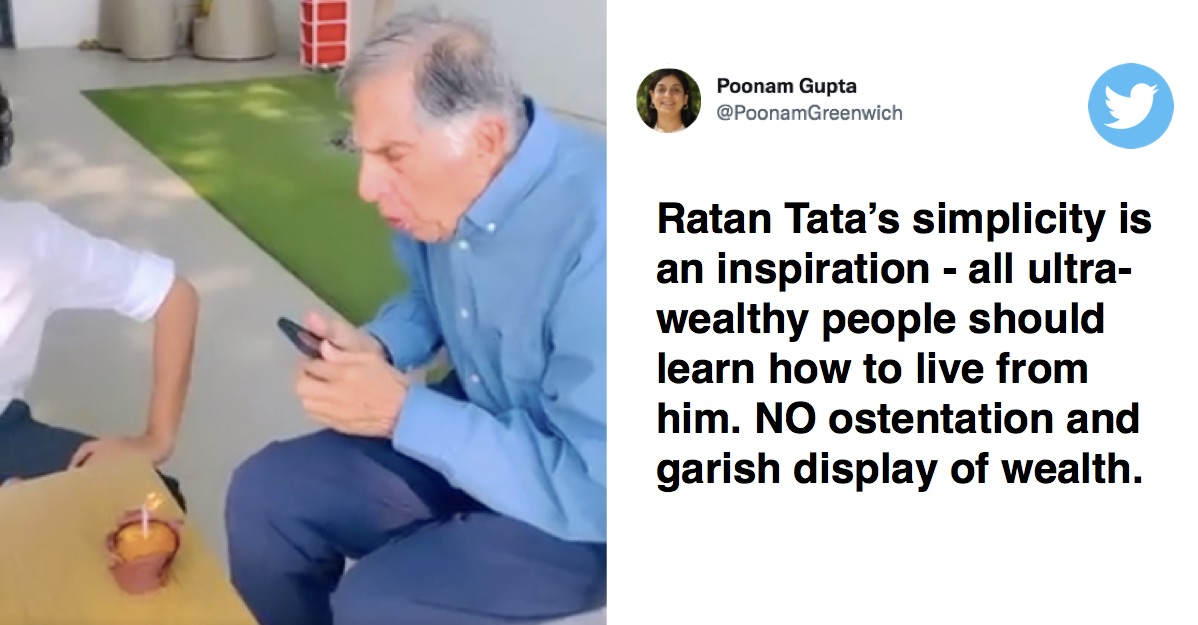 Poonam Gupta
@PoonamGreenwich
Ratan Tata’s simplicity is
an inspiration - all ultra-
wealthy people should
learn how to live from
him. NO ostentation and
garish display of wealth.